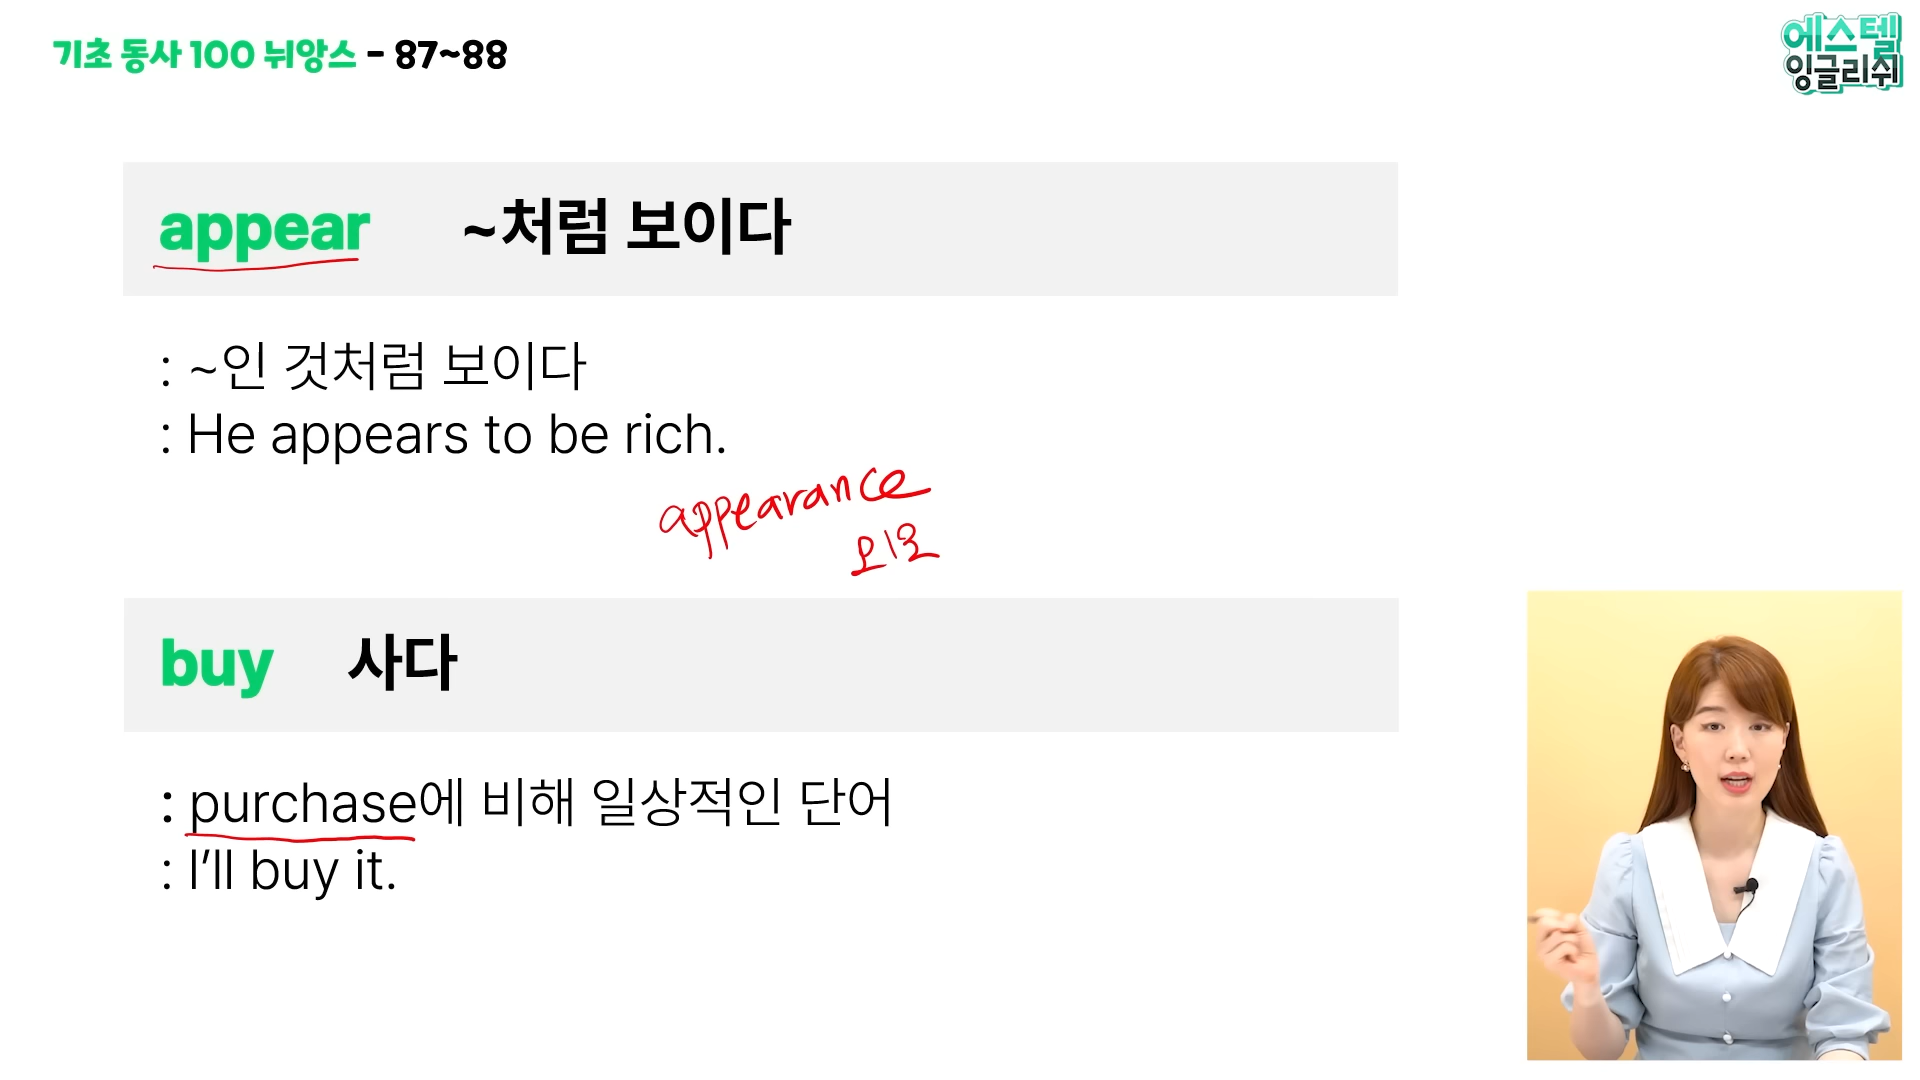 기초 동사 100 뉘앙스 - 87~88
에스텔
잉글리쉬
appear ~처럼 보이다
: ~인 것처럼 보이다
: He appears to be rich.
appearance
외모
buy 사다
: purchase에 비해 일상적인 단어
: I'll buy it.